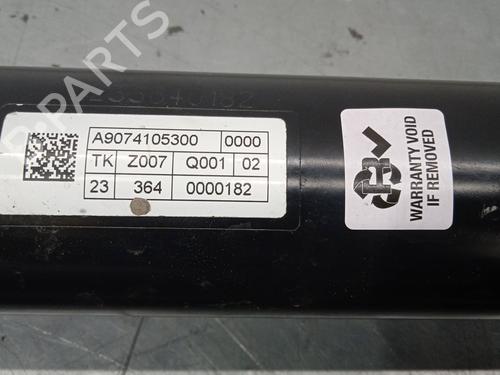 PARTS
A9074105300 0000
TK Z007 Q001 02
23 364 0000182
WARRANTY VOID
IF REMOVED